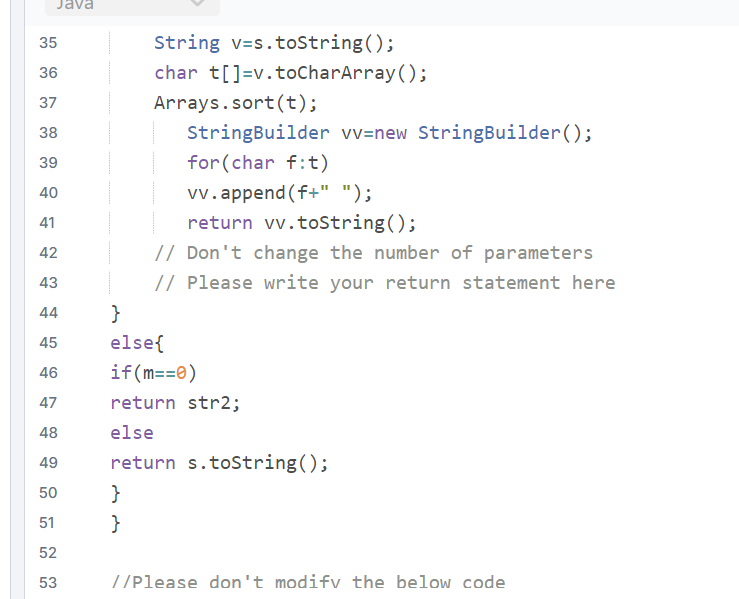 Java
35 String v=s.toString();
36 char t[]=v.toCharArray();
37 Arrays.sort(t);
38 StringBuilder vv=new StringBuilder();
39 for(char f:t)
40 vv.append(f+" ");
41 return vv.toString();
42 // Don't change the number of parameters
43 // Please write your return statement here
44 }
45 else{
46 if(m==0)
47 return str2;
48 else
49 return s.toString();
50 }
51 }
52
53 //Please don't modify the below code